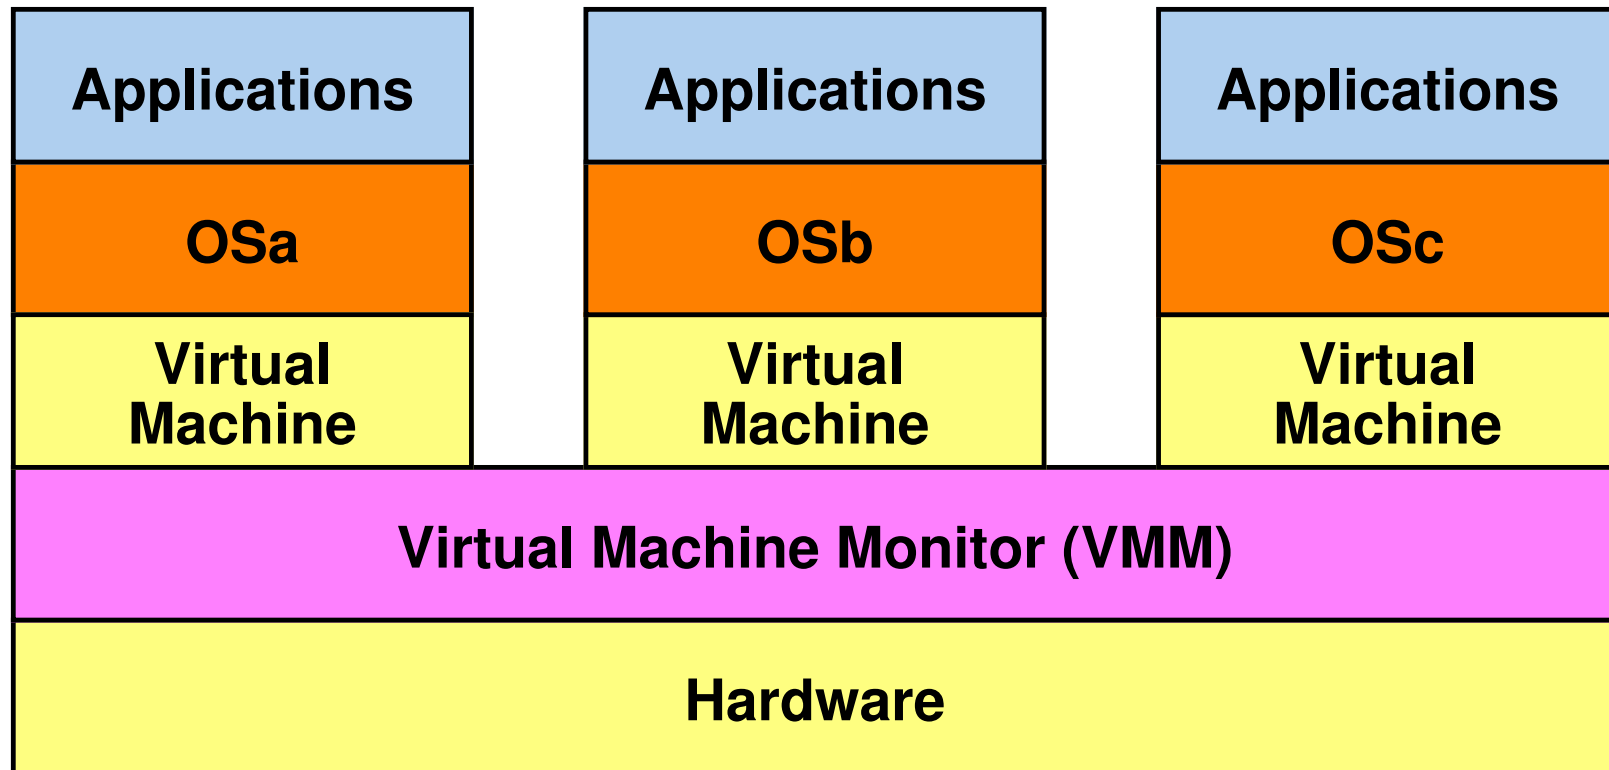 Applications
Applications
Applications
OSa
OSb
OSc
Virtual
Machine
Virtual
Machine
Virtual
Machine
Virtual Machine Monitor (VMM)
Hardware